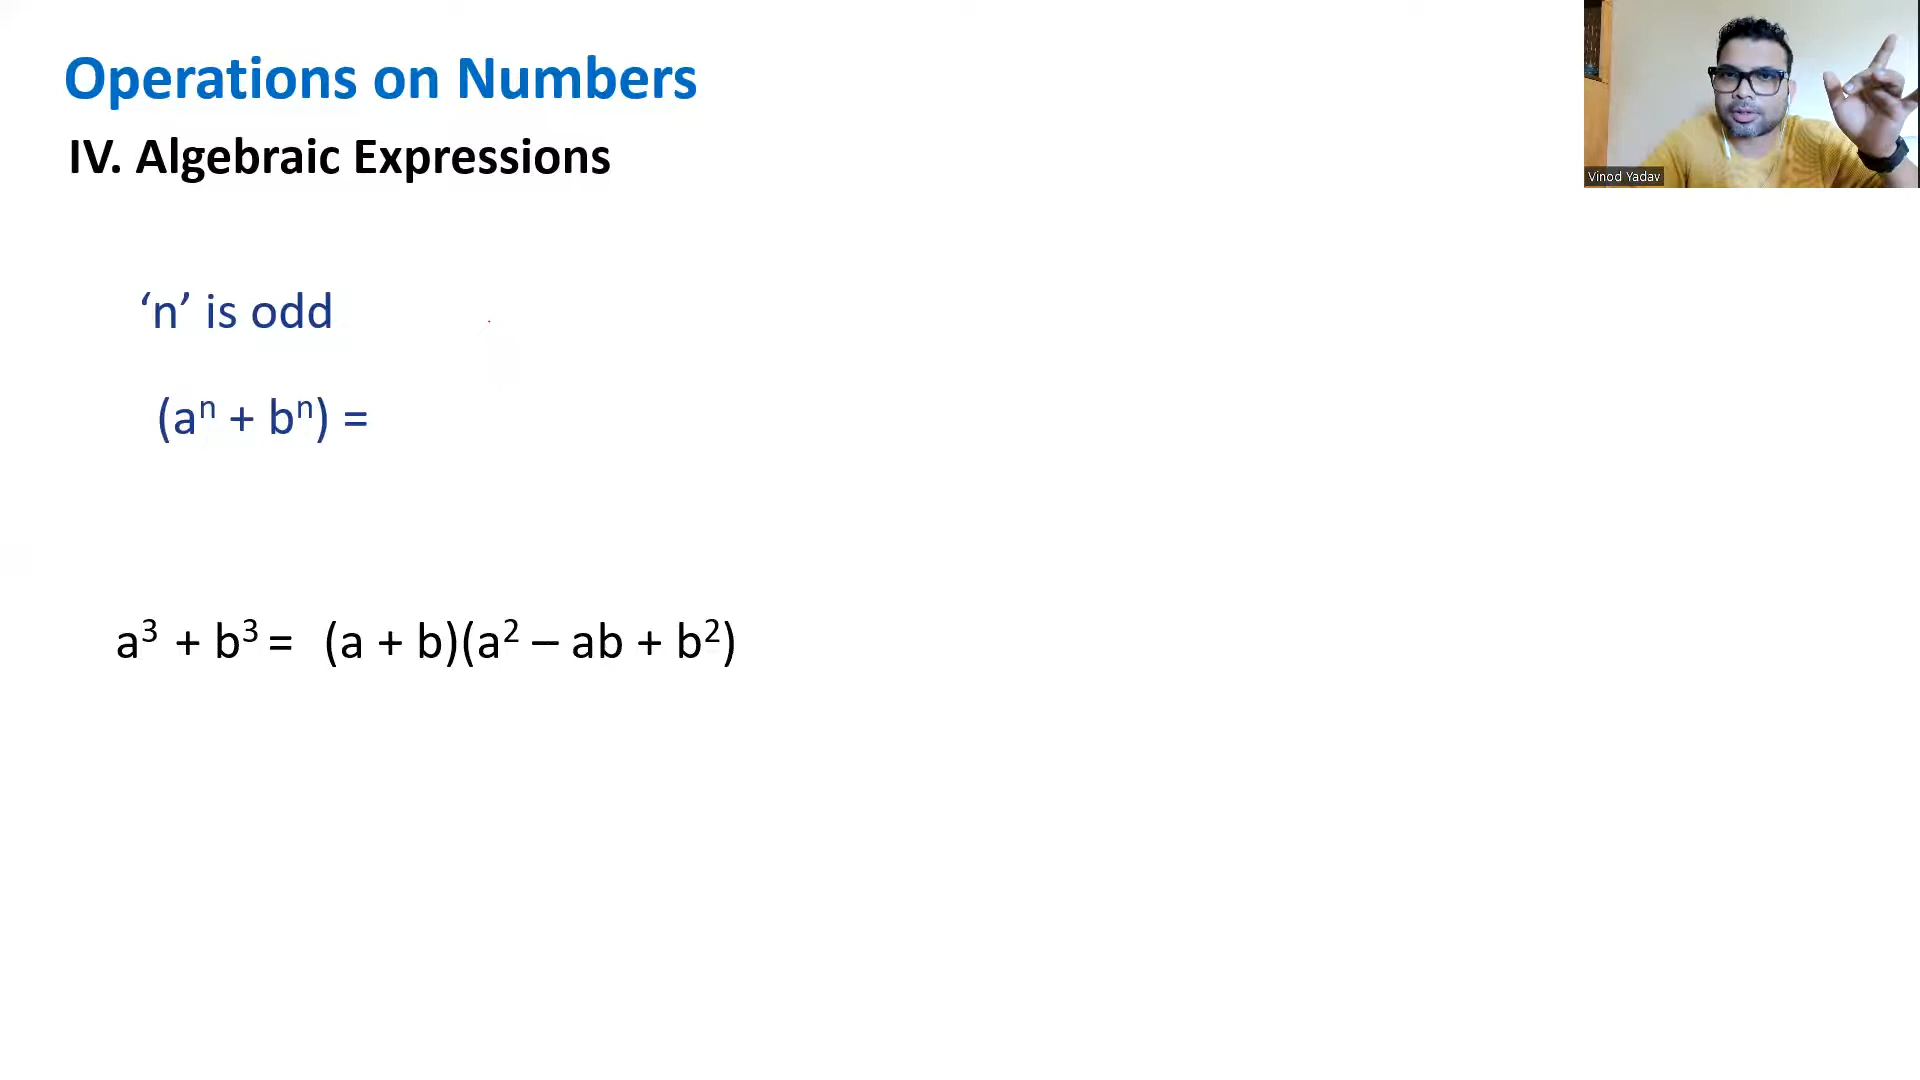 Operations on Numbers
IV. Algebraic Expressions
Vinod Yadav
‘n’ is odd
(aⁿ + bⁿ) =
a³ + b³ = (a + b)(a² – ab + b²)